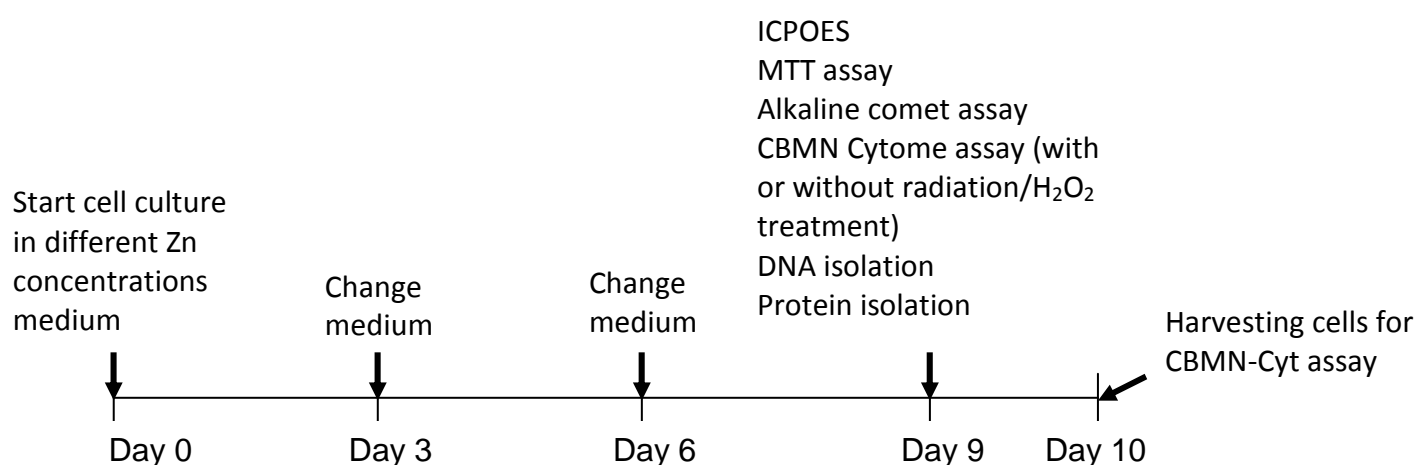 Start cell culture
in different Zn
concentrations
medium
Change
medium
Change
medium
ICPOES
MTT assay
Alkaline comet assay
CBMN Cytome assay (with
or without radiation/H₂O₂
treatment)
DNA isolation
Protein isolation
Harvesting cells for
CBMN-Cyt assay
Day 0
Day 3
Day 6
Day 9
Day 10